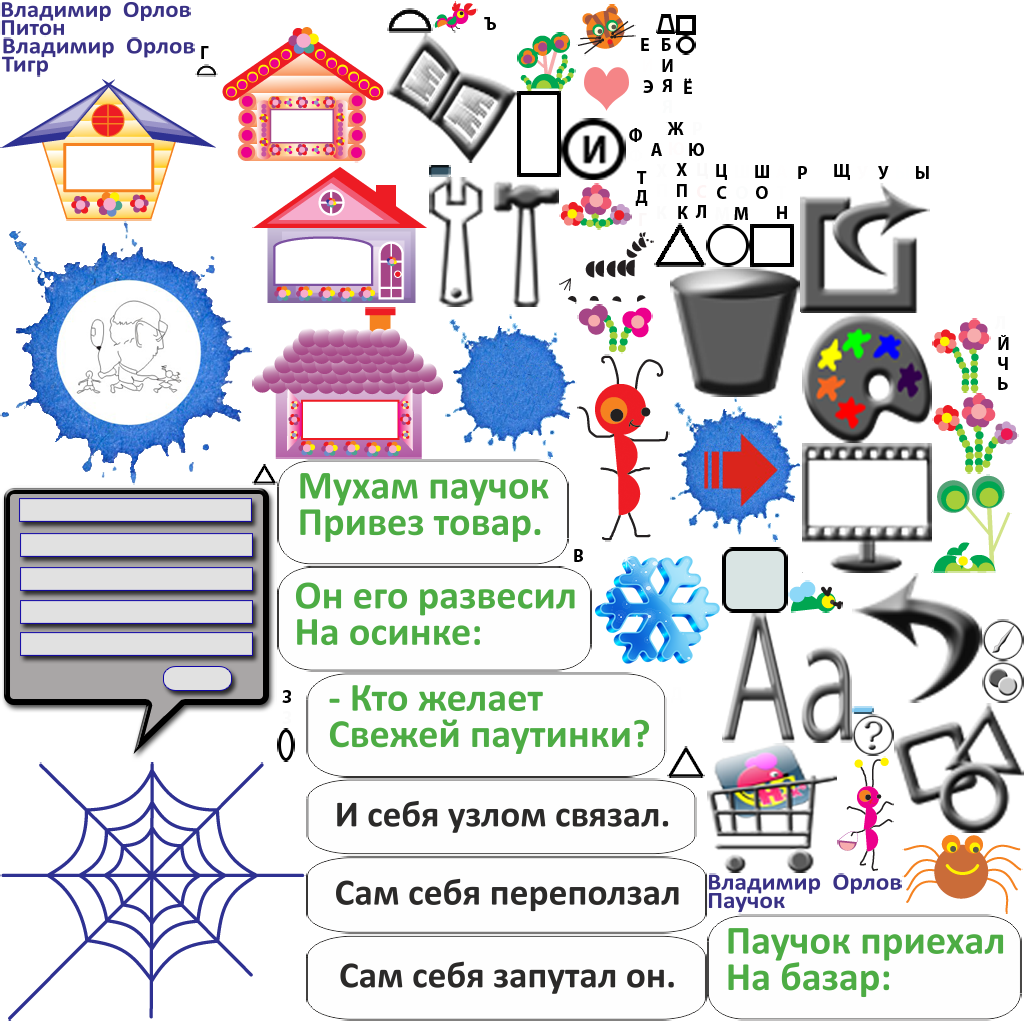 Владимир Орлов
Питон
Владимир Орлов
Тигр
Г
Ъ
Е Б
И
Э Я Ё
И
Ф
Ж
А Ю
Т Х Ц Ш Р Щ У Ы
Д П С О
К Л М Н
Й
Ч
Ь
Мухам паучок
Привез товар.
В
Он его развесил
На осинке:
З
- Кто желает
Свежей паутинки?
Аа
?
И себя узлом связал.
Сам себя переползал
Сам себя запутал он.
Владимир Орлов
Паучок
Паучок приехал
На базар: